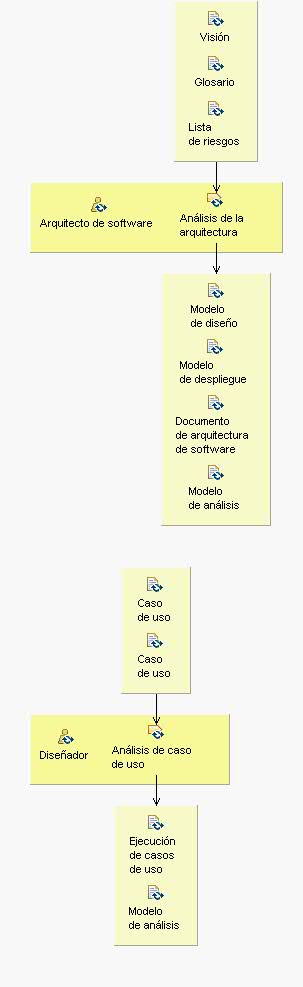 Visión
Glosario
Lista
de riesgos
Arquitecto de software
Análisis de la
arquitectura
Modelo
de diseño
Modelo
de despliegue
Documento
de arquitectura
de software
Modelo
de análisis
Caso
de uso
Caso
de uso
Diseñador
Análisis de caso
de uso
Ejecución
de casos
de uso
Modelo
de análisis